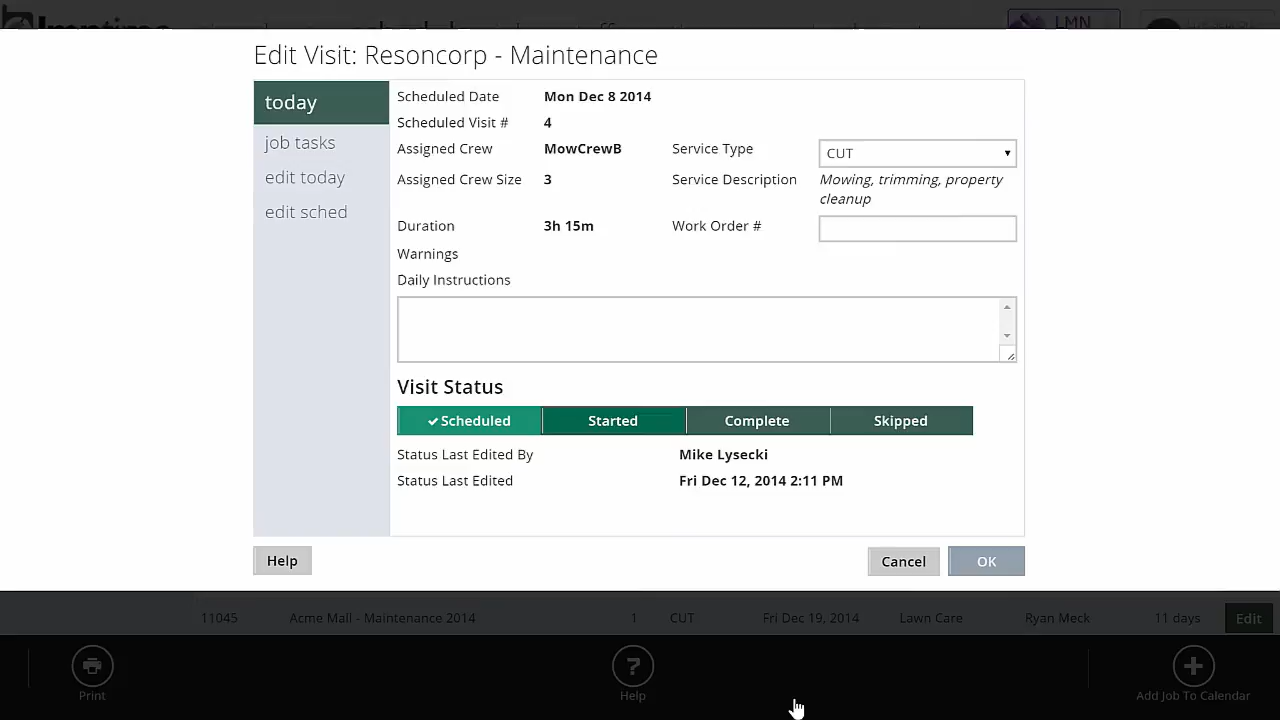 LMN
Edit Visit: Resoncorp - Maintenance
today
job tasks
edit today
edit sched
Scheduled Date Mon Dec 8 2014
Scheduled Visit # 4
Assigned Crew MowCrewB Service Type CUT
Assigned Crew Size 3 Service Description Mowing, trimming, property
cleanup
Duration 3h 15m Work Order #
Warnings
Daily Instructions
Visit Status
Scheduled Started Complete Skipped
Status Last Edited By Mike Lysecki
Status Last Edited Fri Dec 12, 2014 2:11 PM
Help Cancel OK
11045 Acme Mall - Maintenance 2014 1 CUT Fri Dec 19, 2014 Lawn Care Ryan Meck 11 days Edit
?
Print Help Add Job To Calendar